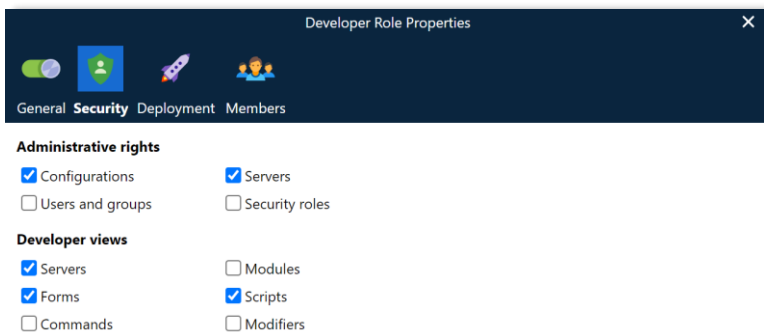 Developer Role Properties
General Security Deployment Members
Administrative rights
Configurations Servers
Users and groups Security roles
Developer views
Servers Modules
Forms Scripts
Commands Modifiers